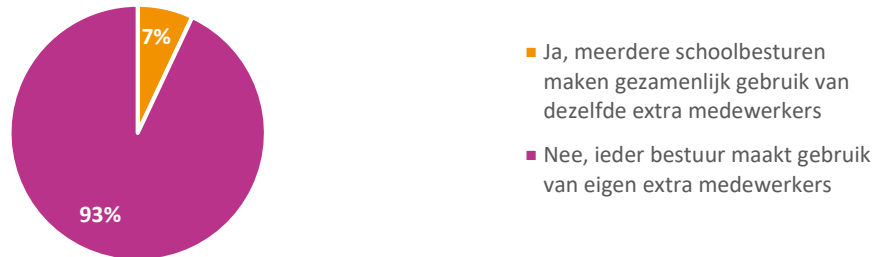 7%
93%
Ja, meerdere schoolbesturen
maken gezamenlijk gebruik van
dezelfde extra medewerkers
Nee, ieder bestuur maakt gebruik
van eigen extra medewerkers